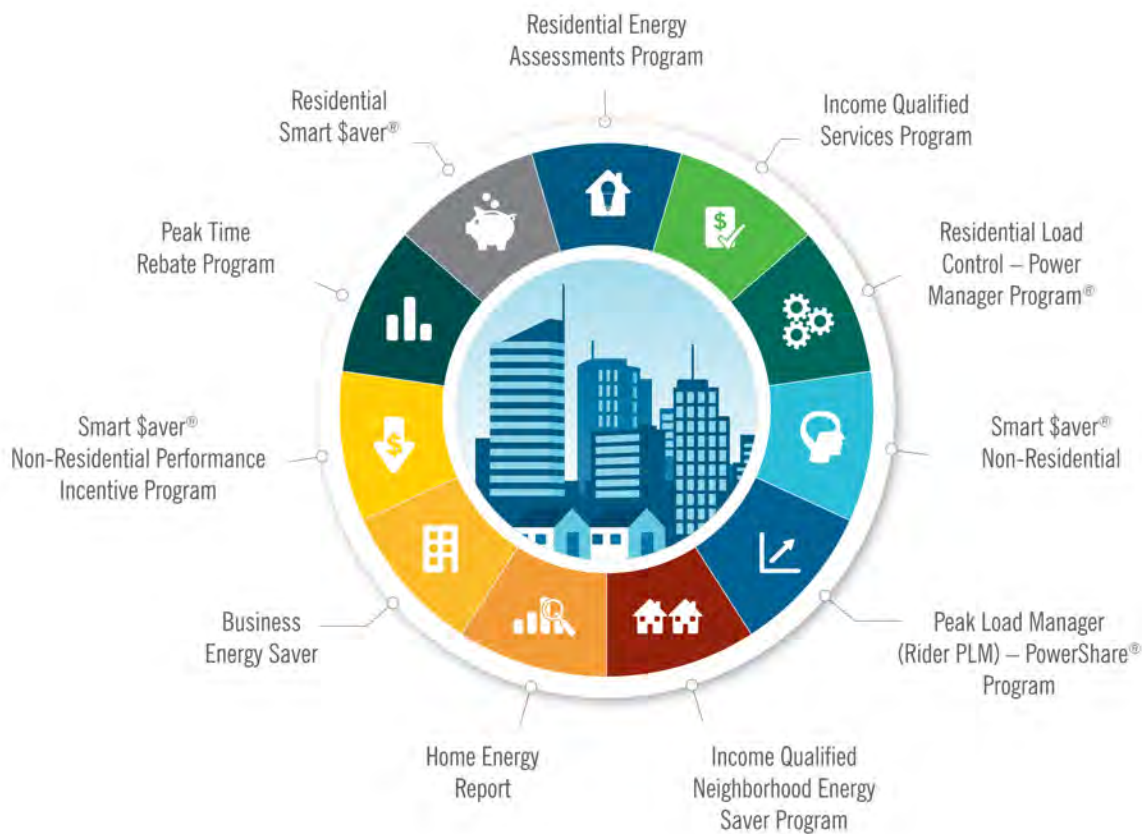 Residential Energy
Assessments Program
Income Qualified
Services Program
Residential Load
Control – Power
Manager Program®
Smart $aver®
Non-Residential
Peak Load Manager
(Rider PLM) – PowerShare®
Program
Income Qualified
Neighborhood Energy
Saver Program
Home Energy
Report
Business
Energy Saver
Smart $aver®
Non-Residential Performance
Incentive Program
Peak Time
Rebate Program
Residential
Smart $aver®
$
$